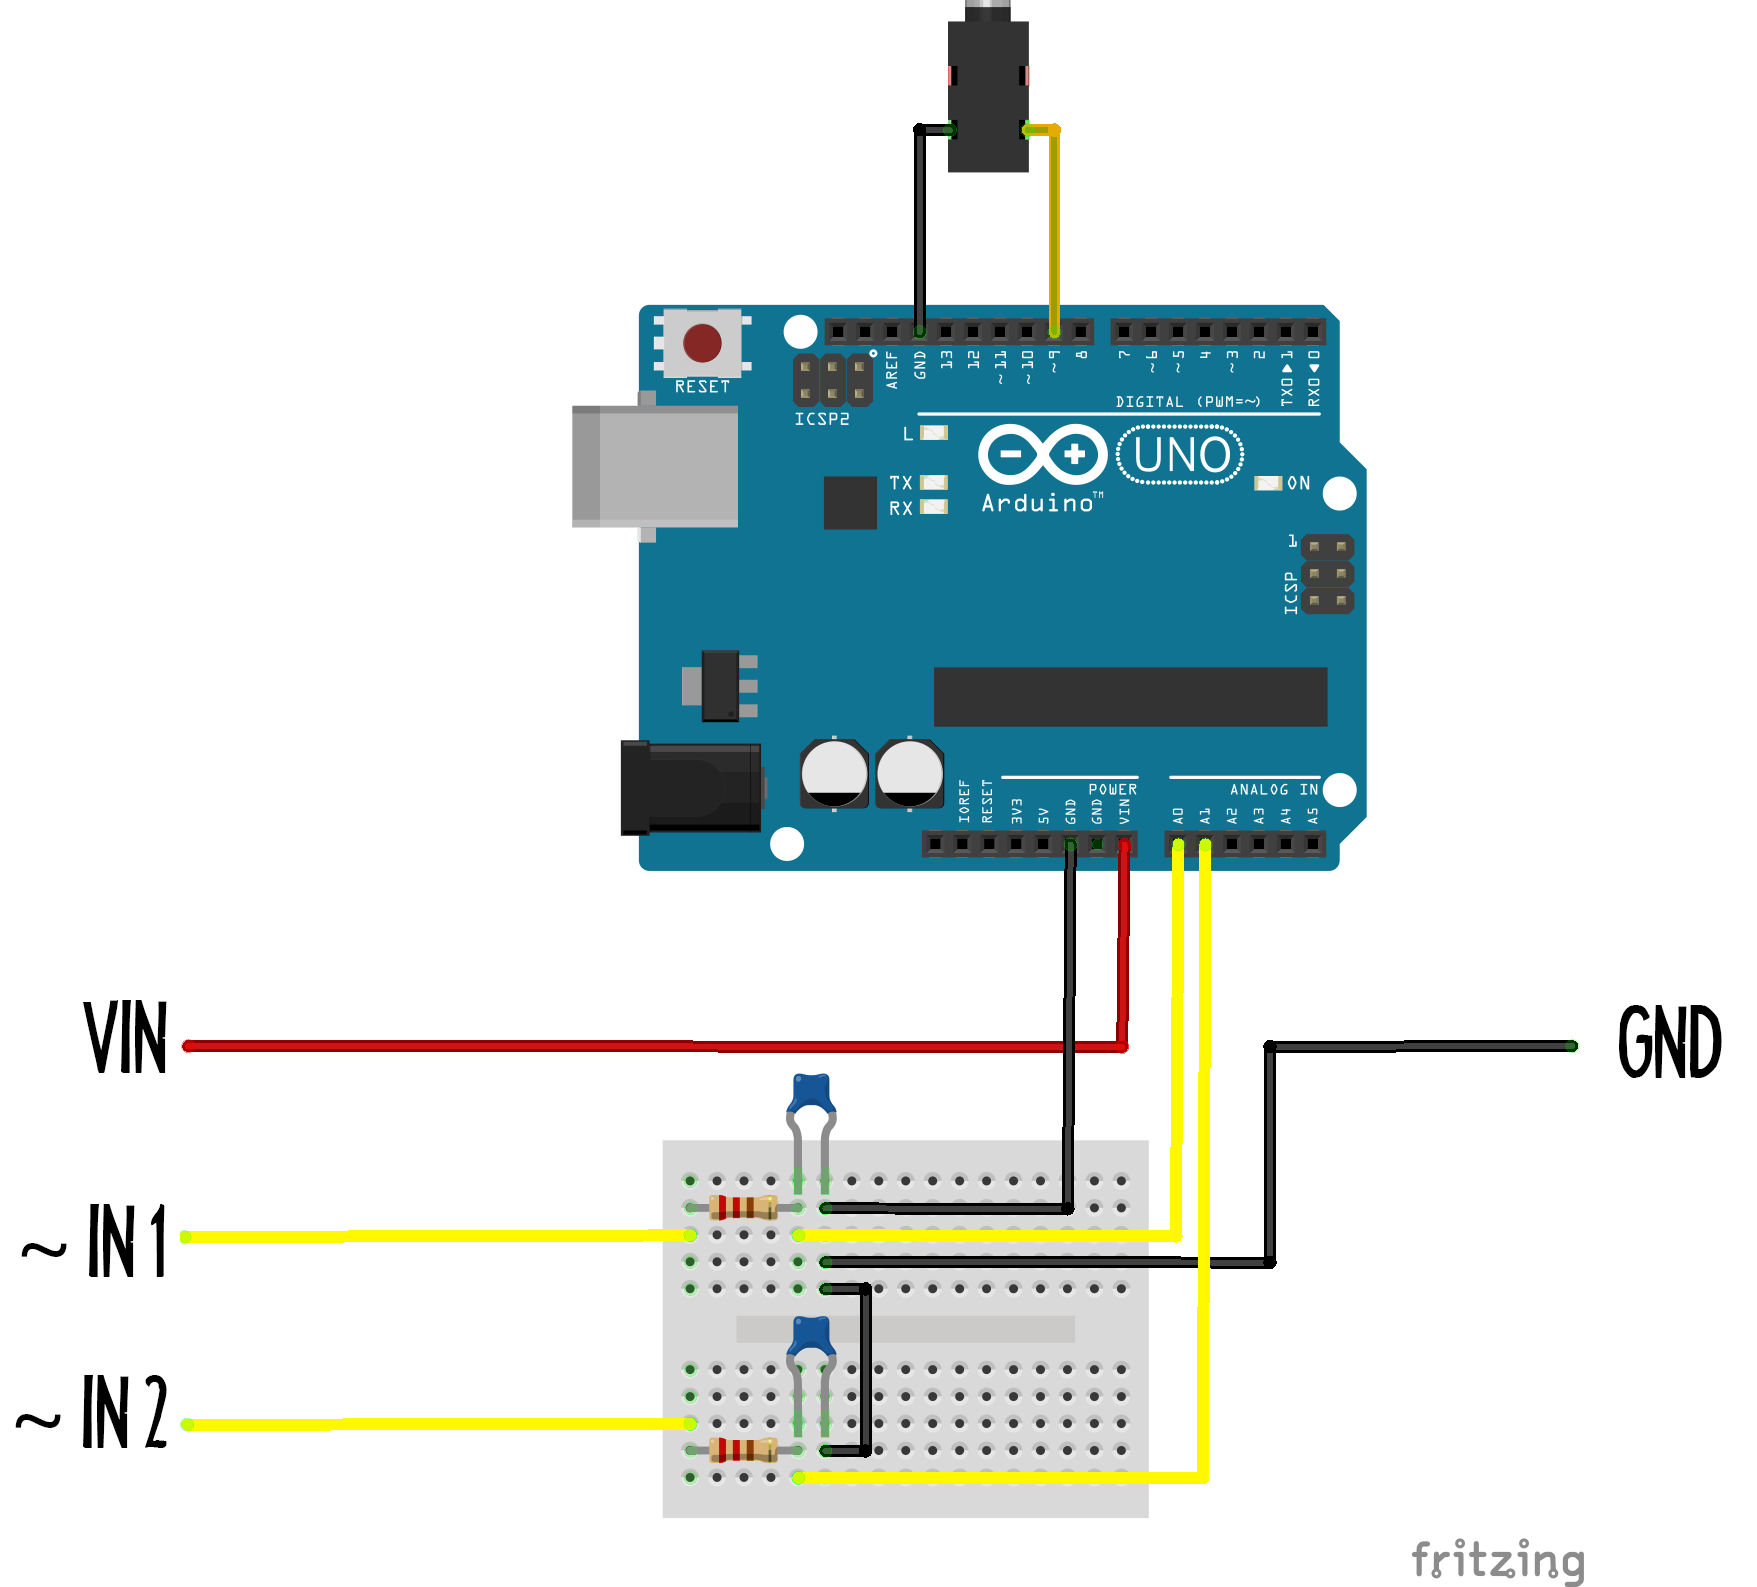 RESET
ICSP2
AREF
GND
13
12
~11
~10
~9
8
7
~6
~5
4
~3
2
TX0▶1
RX0◀0
DIGITAL (PWM=~)
L
TX
RX
Arduino™
UNO
ON
1
ICSP
IOREF
RESET
3V3
5V
GND
GND
VIN
POWER
ANALOG IN
A0
A1
A2
A3
A4
A5
VIN
GND
~ IN 1
~ IN 2
fritzing